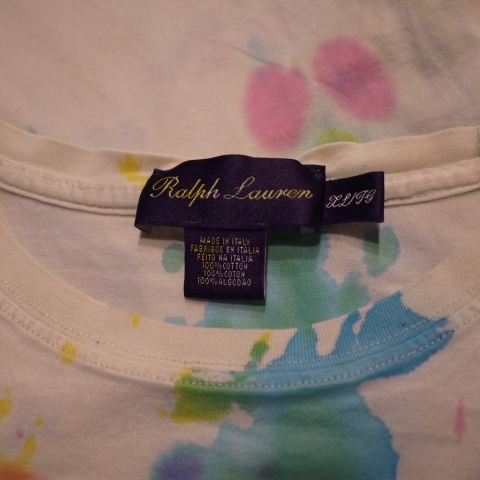 Ralph Lauren
XL/TG
MADE IN ITALY
FABRIQUE EN ITALIE
FEITO NA ITALIA
100%COTTON
100%COTON
100%ALGODAO